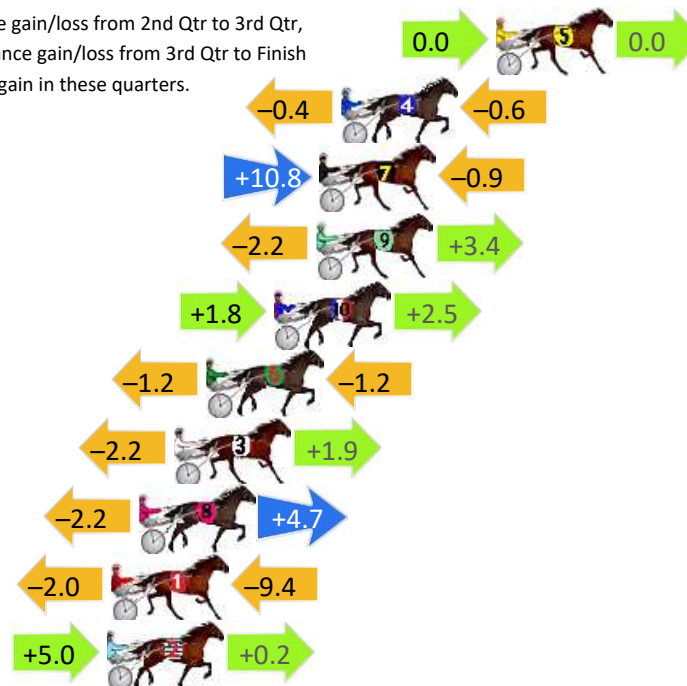 e gain/loss from 2nd Qtr to 3rd Qtr,
ance gain/loss from 3rd Qtr to Finish
gain in these quarters.
0.0 5 0.0
–0.4 4 –0.6
+10.8 7 –0.9
–2.2 9 +3.4
+1.8 10 +2.5
–1.2 6 –1.2
–2.2 3 +1.9
–2.2 8 +4.7
–2.0 1 –9.4
+5.0 2 +0.2